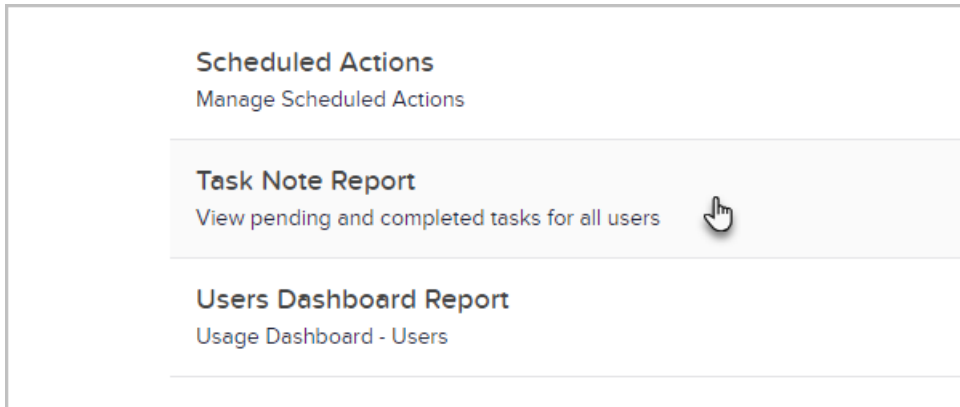 Scheduled Actions
Manage Scheduled Actions
Task Note Report
View pending and completed tasks for all users
Users Dashboard Report
Usage Dashboard - Users